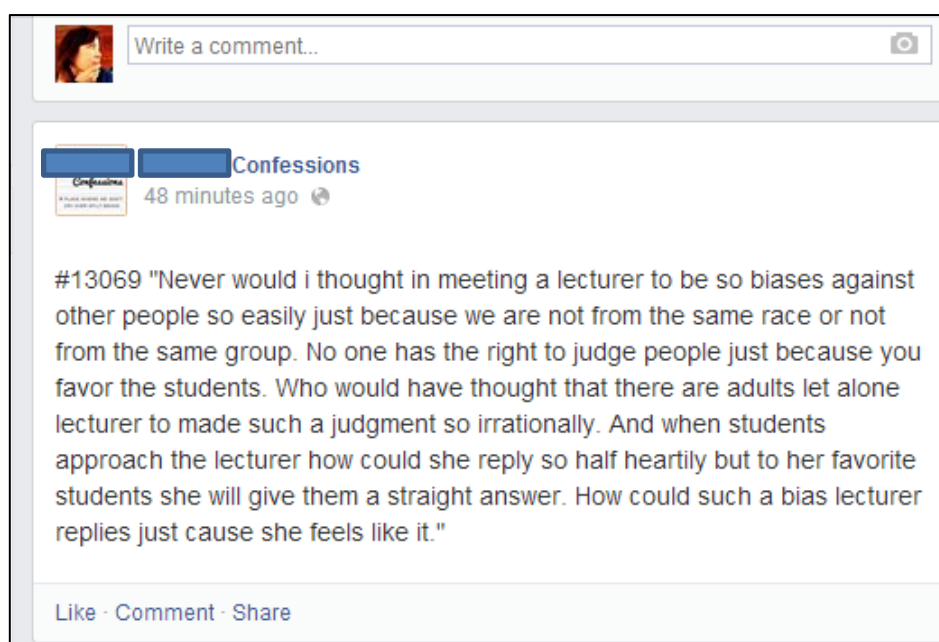 Write a comment...
Confessions
48 minutes ago
Confessions
#13069 "Never would i thought in meeting a lecturer to be so biases against
other people so easily just because we are not from the same race or not
from the same group. No one has the right to judge people just because you
favor the students. Who would have thought that there are adults let alone
lecturer to made such a judgment so irrationally. And when students
approach the lecturer how could she reply so half heartily but to her favorite
students she will give them a straight answer. How could such a bias lecturer
replies just cause she feels like it."
Like · Comment · Share